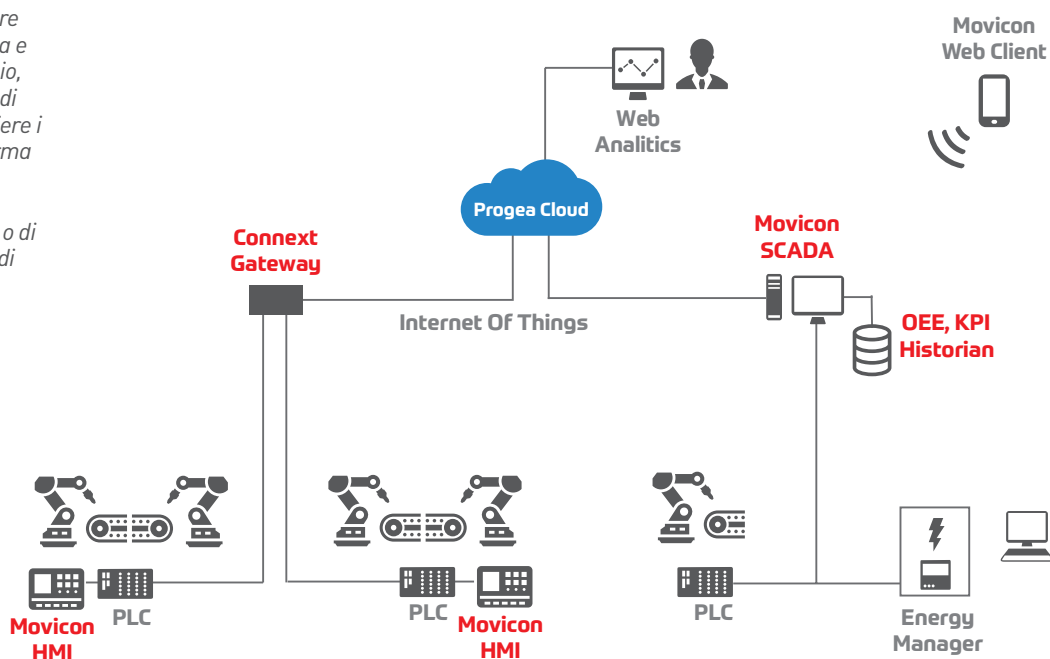 re
a e
io,
di
ere i
rma
o di
di
Movicon
Web Client
Web
Analitics
Progea Cloud
Connext
Gateway
Movicon
SCADA
Internet Of Things
OEE, KPI
Historian
PLC
Movicon
HMI
PLC
Movicon
HMI
PLC
Energy
Manager